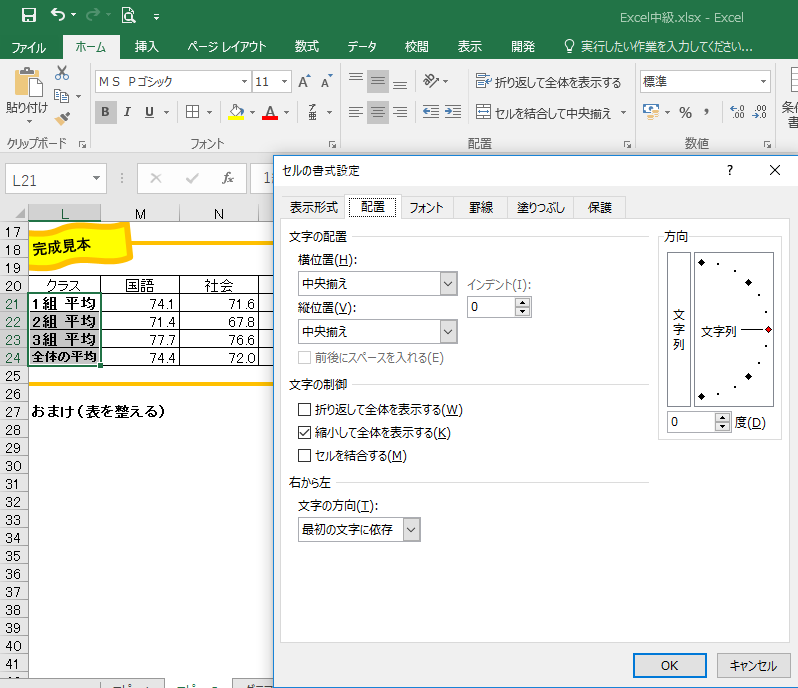 Excel中級.xlsx - Excel
ファイル ホーム 挿入 ページ レイアウト 数式 データ 校閲 表示 開発 実行したい作業を入力してください...
貼り付け
クリップボード
ＭＳ Ｐゴシック 11
B I U
フォント
折り返して全体を表示する
セルを結合して中央揃え
配置
標準
% ,
数値
L21
fx
L M N
17
18
19
20
21
22
23
24
25
26
27
28
29
30
31
32
33
34
35
36
37
38
39
40
41
完成見本
クラス 国語 社会
1組 平均 74.1 71.6
2組 平均 71.4 67.8
3組 平均 77.7 76.6
全体の平均 74.4 72.0
おまけ（表を整える）
セルの書式設定
? ×
表示形式 配置 フォント 罫線 塗りつぶし 保護
文字の配置
横位置(H):
中央揃え
インデント(I):
0
縦位置(V):
中央揃え
前後にスペースを入れる(E)
文字の制御
折り返して全体を表示する(W)
縮小して全体を表示する(K)
セルを結合する(M)
右から左
文字の方向(T):
最初の文字に依存
方向
文字列
文字列
0 度(D)
OK キャンセル